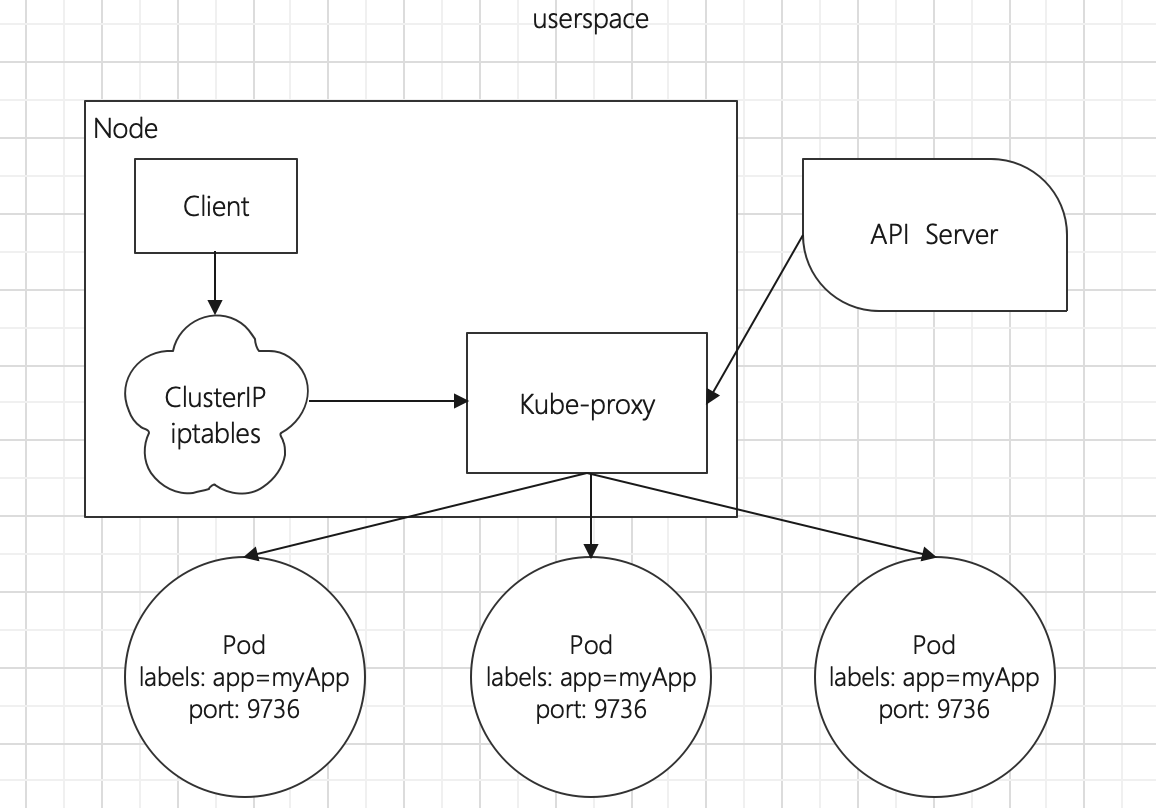 userspace
Node
Client
API Server
ClusterIP
iptables
Kube-proxy
Pod
labels: app=myApp
port: 9736
Pod
labels: app=myApp
port: 9736
Pod
labels: app=myApp
port: 9736